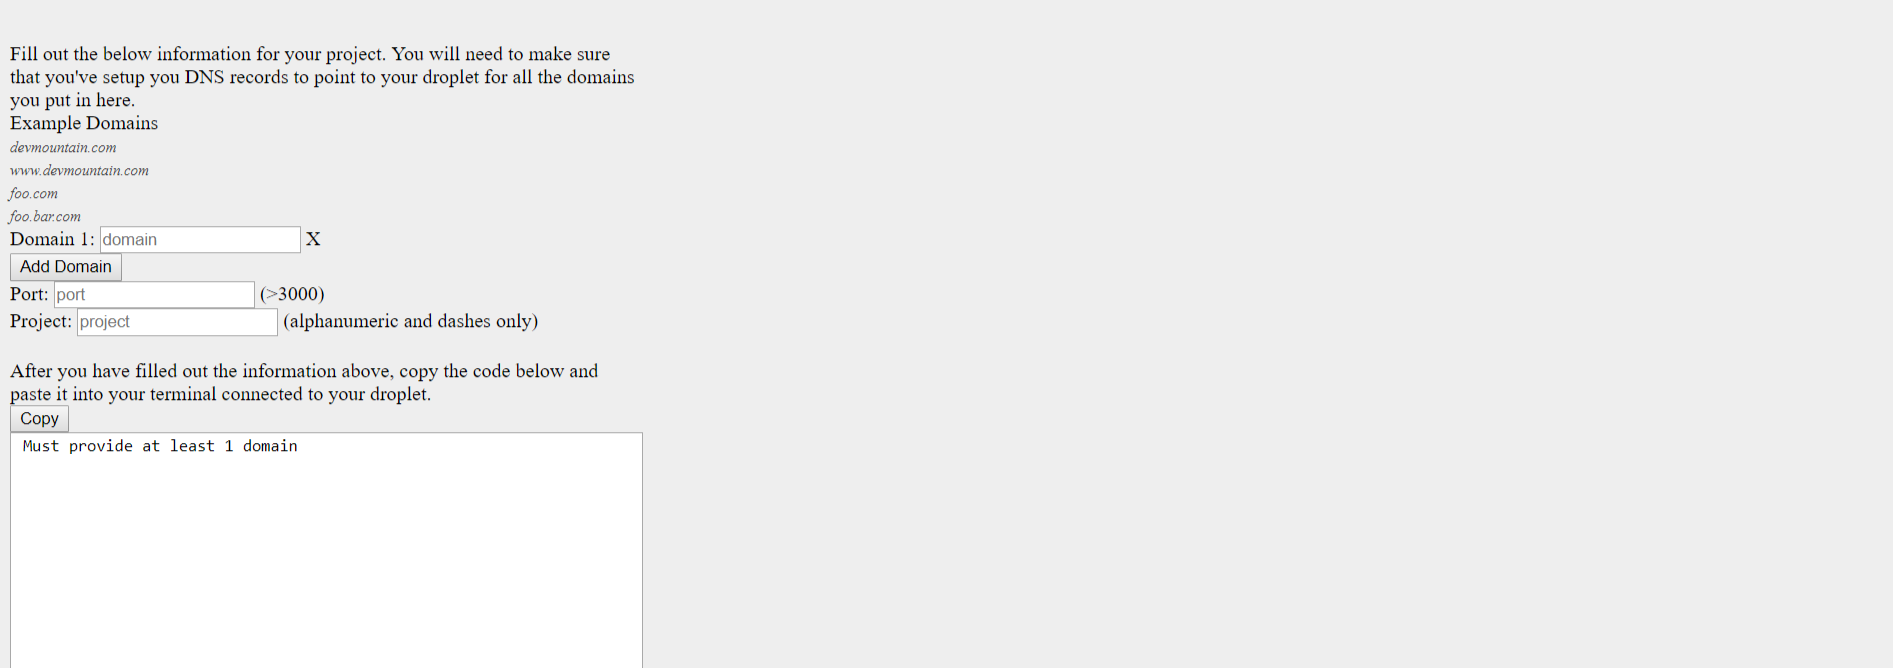 Fill out the below information for your project. You will need to make sure
that you've setup you DNS records to point to your droplet for all the domains
you put in here.
Example Domains
devmountain.com
www.devmountain.com
foo.com
foo.bar.com
Domain 1: domain X
Add Domain
Port: port (>3000)
Project: project (alphanumeric and dashes only)
After you have filled out the information above, copy the code below and
paste it into your terminal connected to your droplet.
Copy
Must provide at least 1 domain